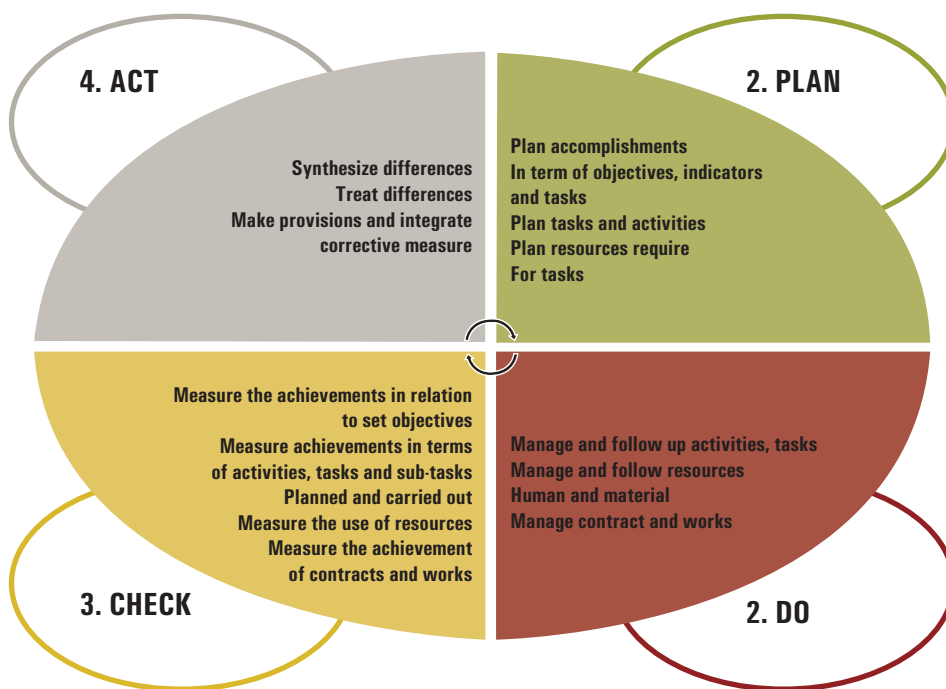 4. ACT
Synthesize differences
Treat differences
Make provisions and integrate
corrective measure
2. PLAN
Plan accomplishments
In term of objectives, indicators
and tasks
Plan tasks and activities
Plan resources require
For tasks
Measure the achievements in relation
to set objectives
Measure achievements in terms
of activities, tasks and sub-tasks
Planned and carried out
Measure the use of resources
Measure the achievement
of contracts and works
3. CHECK
Manage and follow up activities, tasks
Manage and follow resources
Human and material
Manage contract and works
2. DO